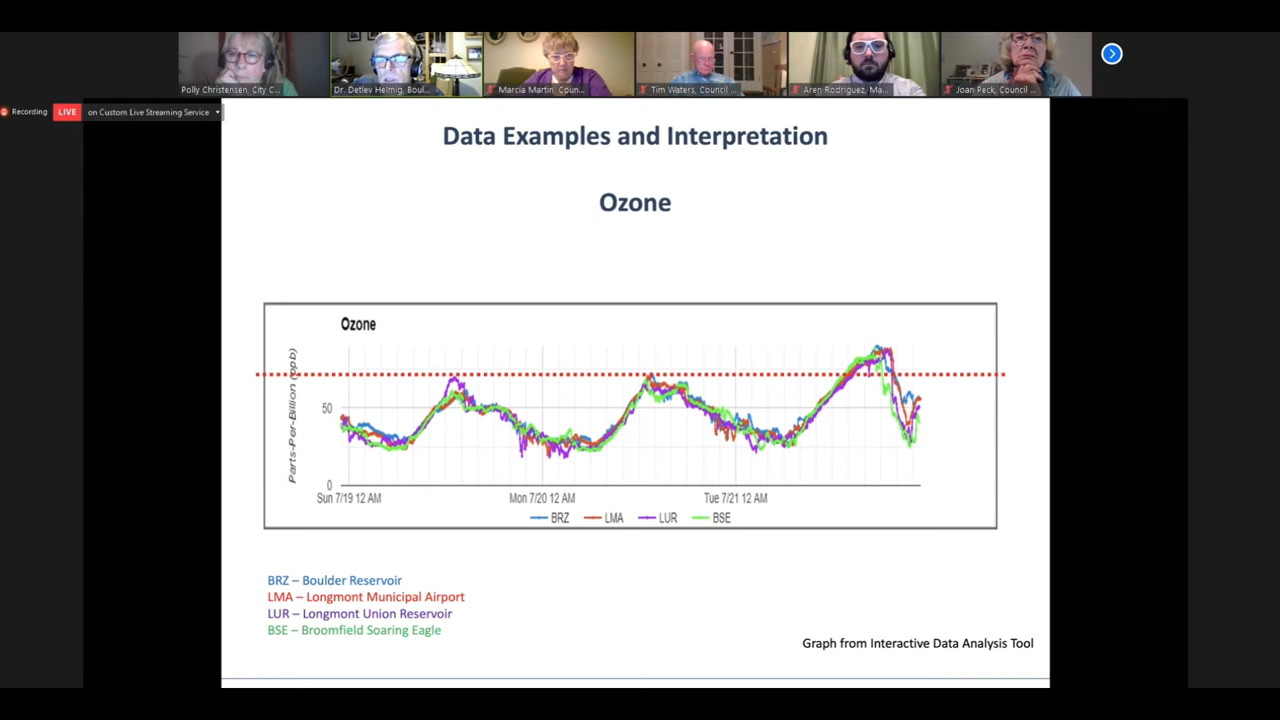 Polly Christensen, City C...
Dr. Detlev Helmig, Boul...
Marcia Martin, Coun...
Tim Waters, Council ...
Aren Rodriguez, Ma...
Joan Peck, Council ...
Recording
LIVE
on Custom Live Streaming Service
Data Examples and Interpretation
Ozone
Ozone
Parts-Per-Billion (ppb)
50
0
Sun 7/19 12 AM
Mon 7/20 12 AM
Tue 7/21 12 AM
BRZ LMA LUR BSE
BRZ – Boulder Reservoir
LMA – Longmont Municipal Airport
LUR – Longmont Union Reservoir
BSE – Broomfield Soaring Eagle
Graph from Interactive Data Analysis Tool